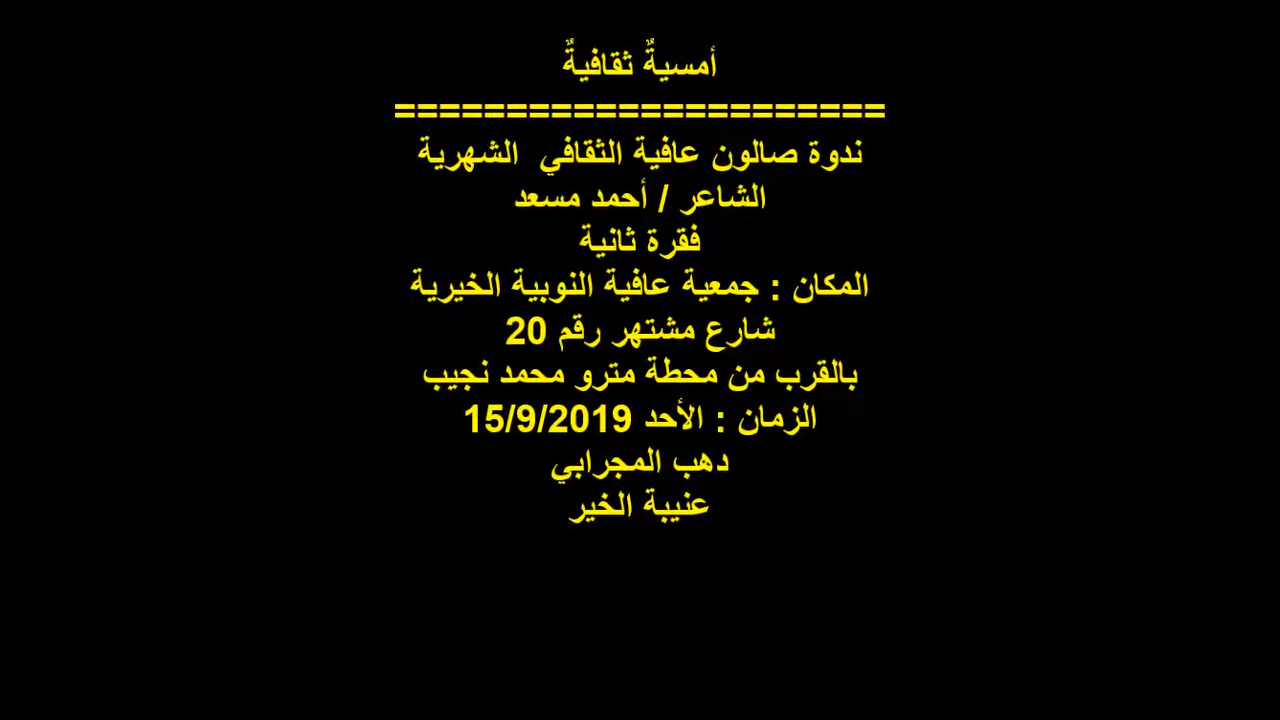 أمسيةٌ ثقافيةٌ
======================
ندوة صالون عافية الثقافي الشهرية
الشاعر / أحمد مسعد
فقرة ثانية
المكان : جمعية عافية النوبية الخيرية
شارع مشتهر رقم 20
بالقرب من محطة مترو محمد نجيب
الزمان : الأحد 15/9/2019
دهب المجرابي
عنيبة الخير